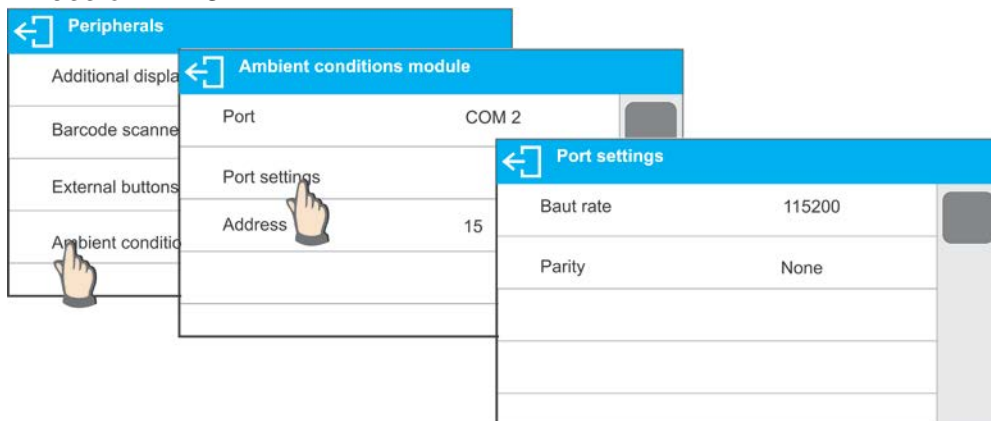 Peripherals
Additional displa
Barcode scanne
External buttons
Ambient conditio
Ambient conditions module
Port COM 2
Port settings
Address 15
Port settings
Baut rate 115200
Parity None